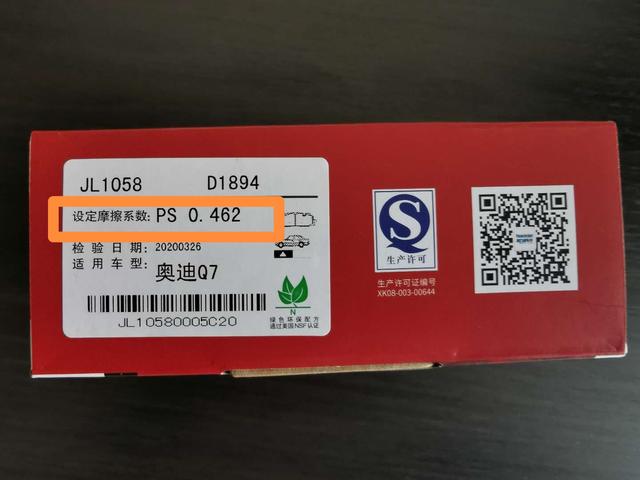 JL1058 D1894
设定摩擦系数: PS 0.462
检验日期: 20200326
适用车型: 奥迪Q7
JL10580005C20
N
绿色环保配方
通过美国NSF认证
QS
生产许可
生产许可证编号
XK08-003-00644